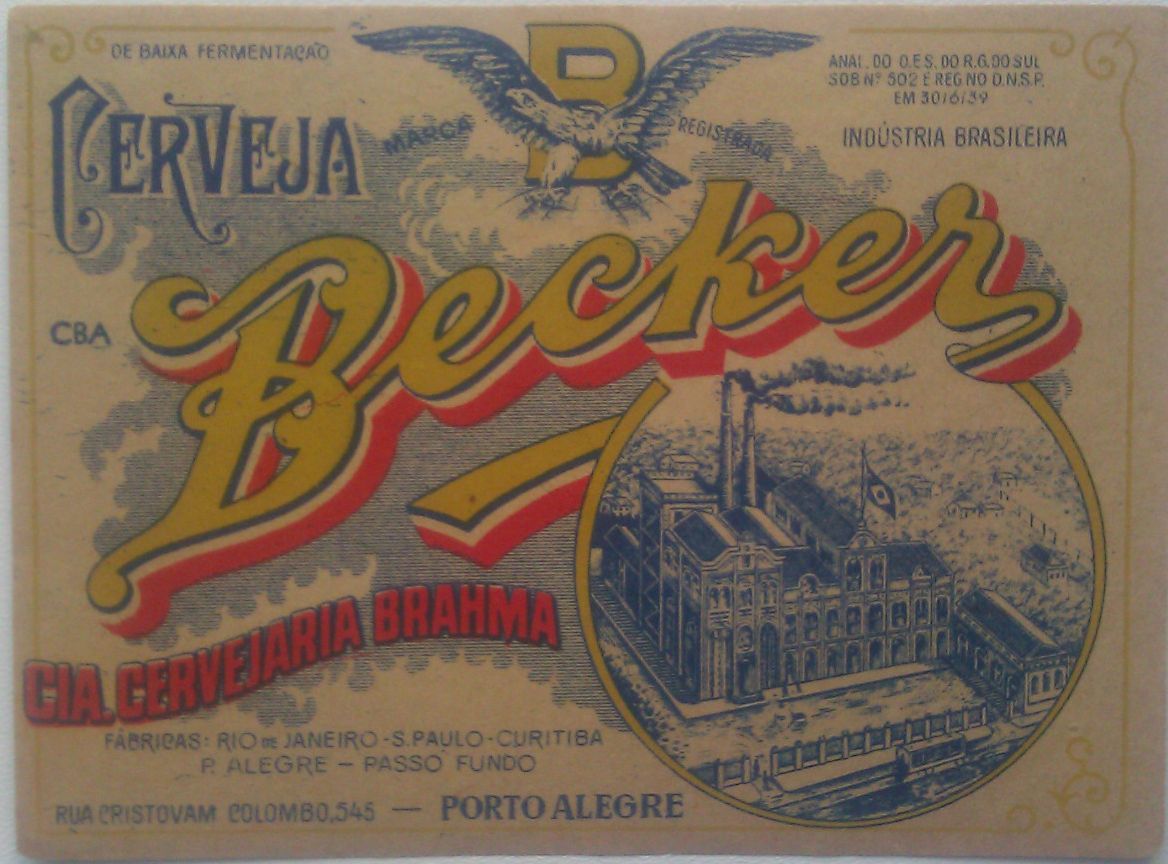 DE BAIXA FERMENTAÇÃO
B
ANAL. DO O.E.S. DO R.G. DO SUL
SOB Nº 502 E REG NO D.N.S.P.
EM 30/6/39
CERVEJA
MARCA REGISTRADA
INDÚSTRIA BRASILEIRA
Becker
CBA
CIA. CERVEJARIA BRAHMA
FÁBRICAS: RIO DE JANEIRO - S. PAULO - CURITIBA
P. ALEGRE — PASSO FUNDO
RUA CRISTOVAM COLOMBO, 545 — PORTO ALEGRE